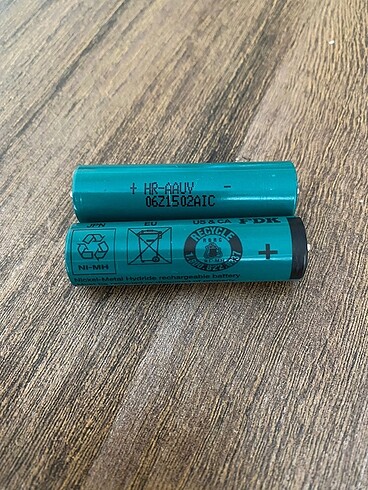 + HR-AAUV -
06Z1502AIC
JPN EU US & CA FDK
RECYCLE
NI-MH
+
Nickel-Metal Hydride rechargeable battery